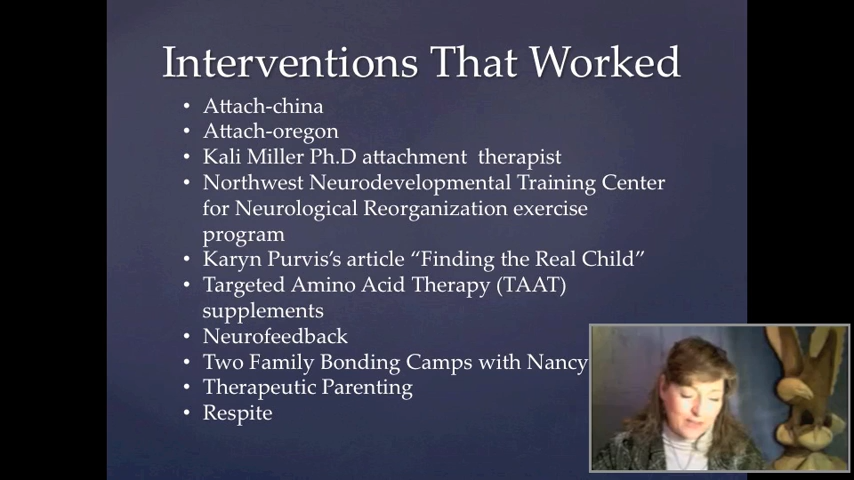 Interventions That Worked
• Attach-china
• Attach-oregon
• Kali Miller Ph.D attachment therapist
• Northwest Neurodevelopmental Training Center
for Neurological Reorganization exercise
program
• Karyn Purvis's article “Finding the Real Child”
• Targeted Amino Acid Therapy (TAAT)
supplements
• Neurofeedback
• Two Family Bonding Camps with Nancy
• Therapeutic Parenting
• Respite